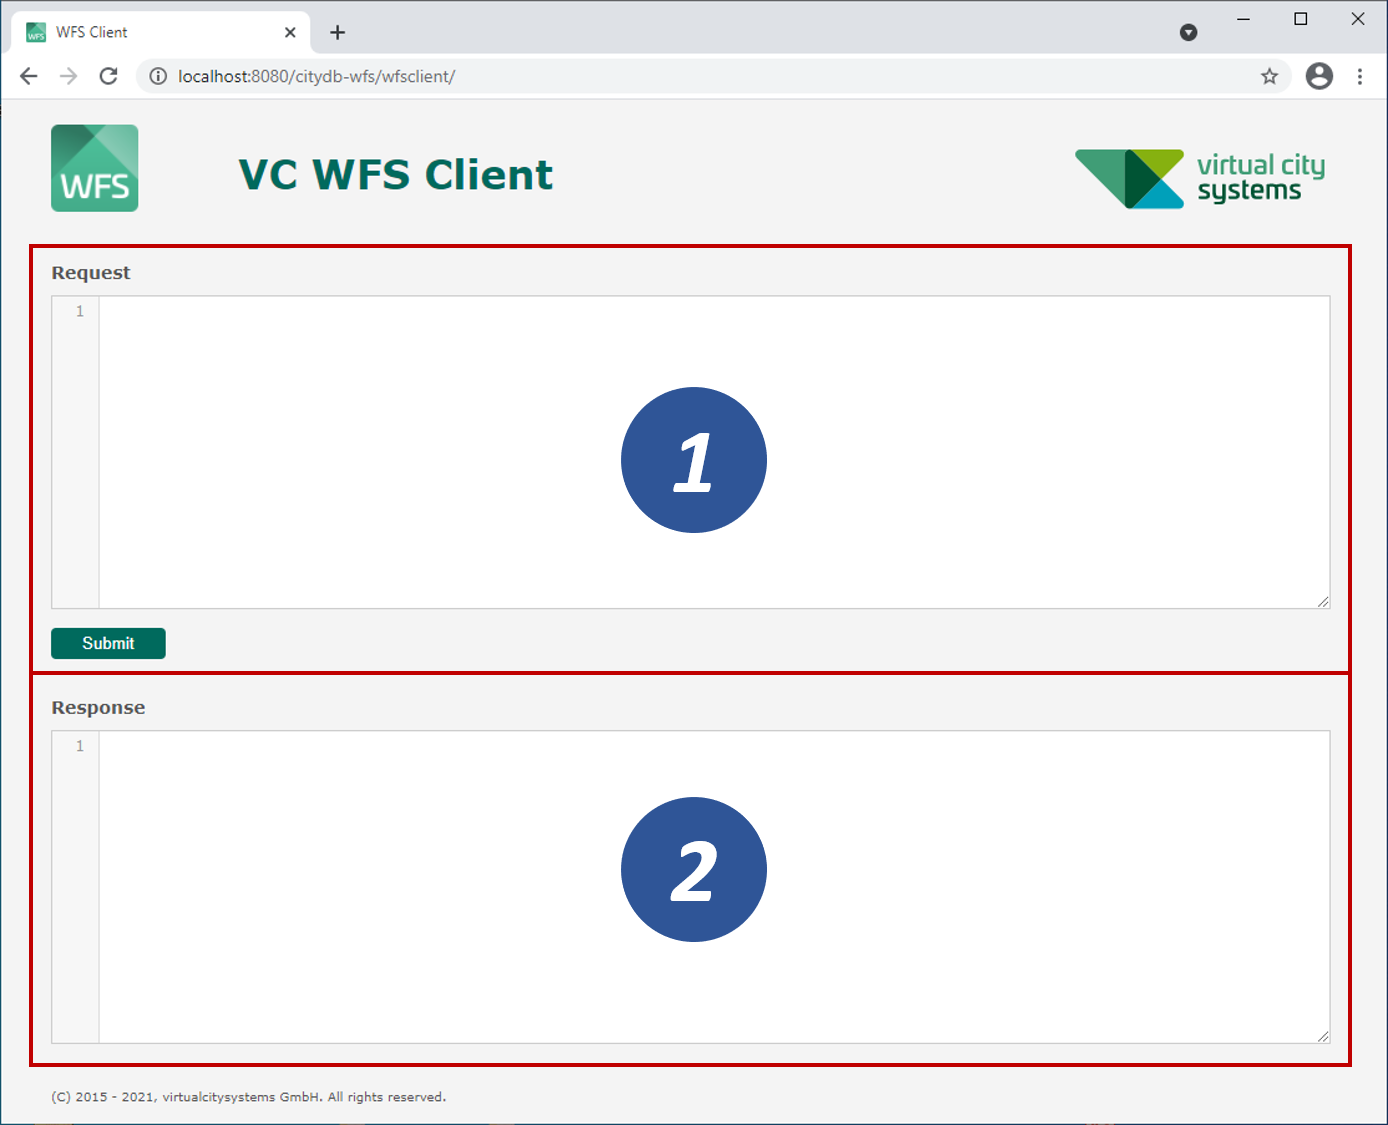 WFS
WFS Client
localhost:8080/citydb-wfs/wfsclient/
WFS
VC WFS Client
virtual city
systems
Request
1
1
Submit
Response
1
2
(C) 2015 - 2021, virtualcitysystems GmbH. All rights reserved.